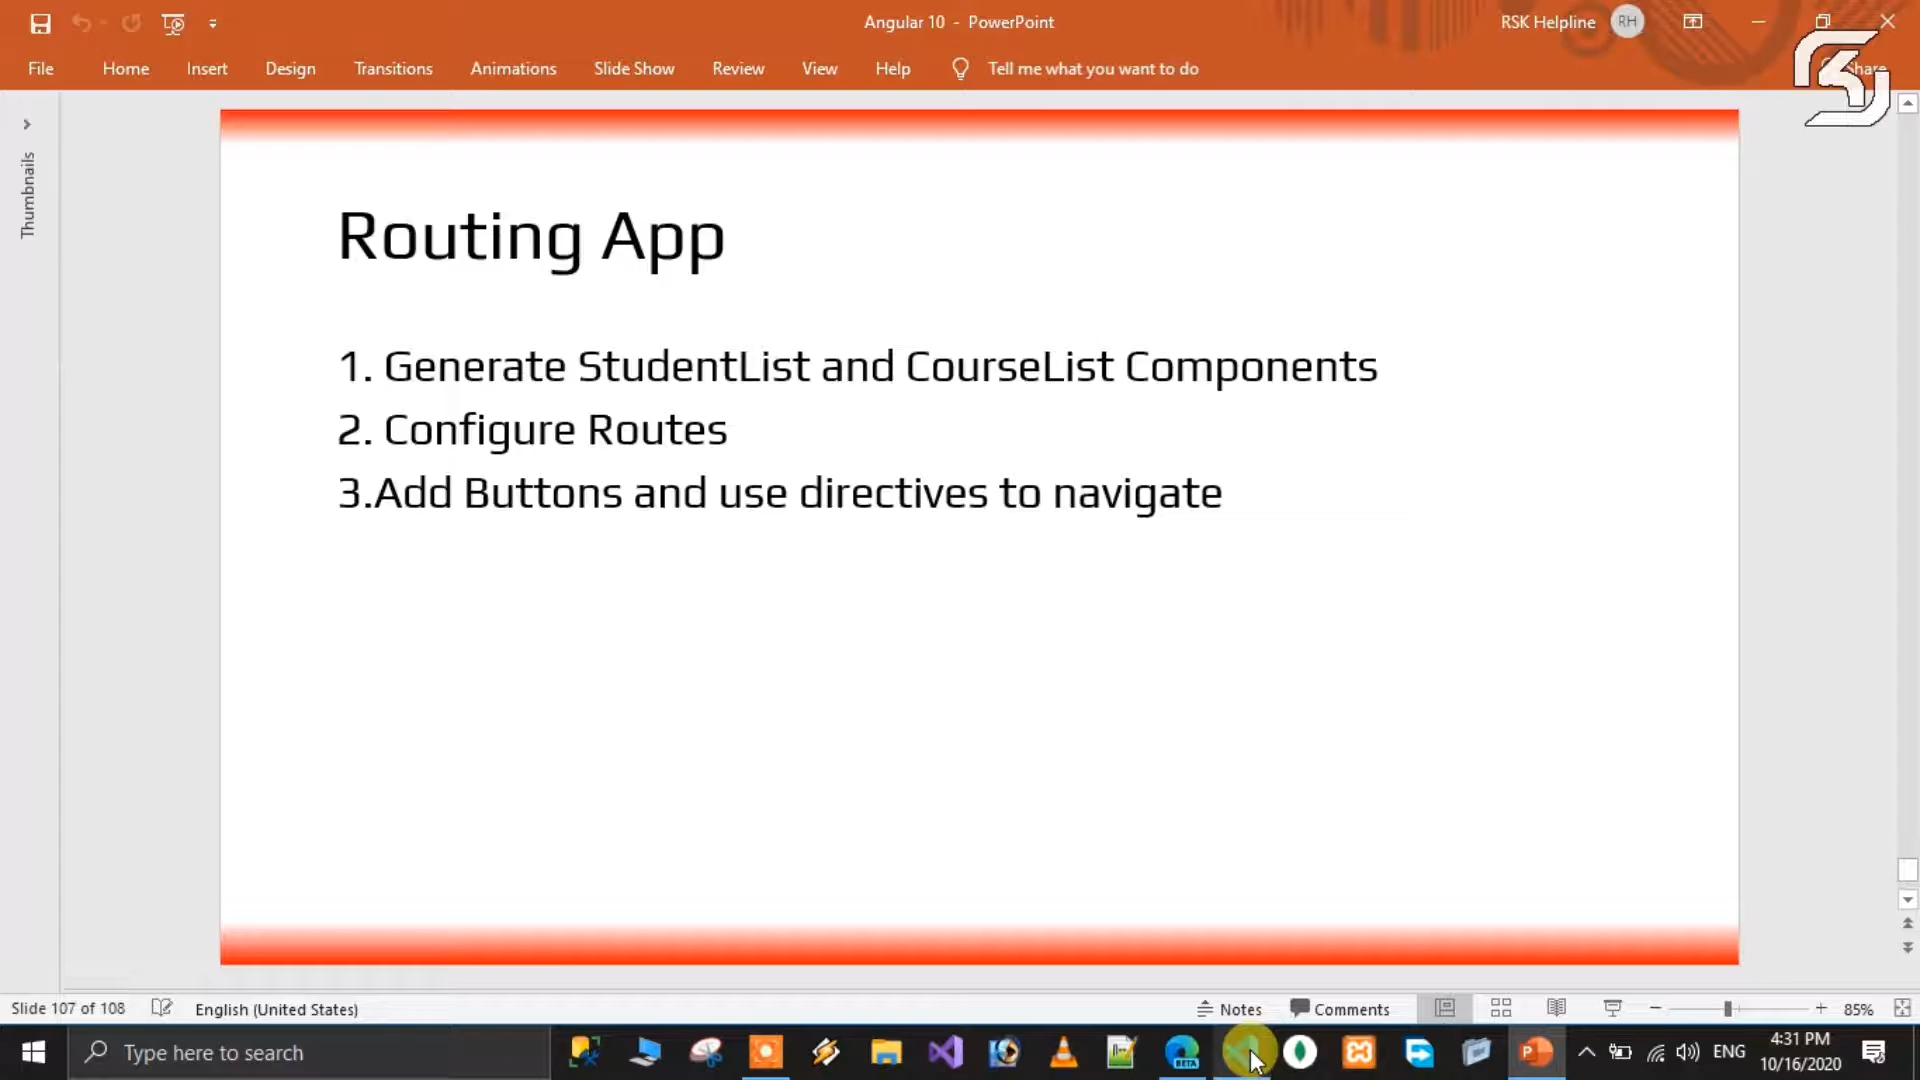 Angular 10 - PowerPoint
RSK Helpline
RH
File
Home
Insert
Design
Transitions
Animations
Slide Show
Review
View
Help
Tell me what you want to do
Share
Thumbnails
Routing App
1. Generate StudentList and CourseList Components
2. Configure Routes
3.Add Buttons and use directives to navigate
Slide 107 of 108
English (United States)
Notes
Comments
85%
Type here to search
BETA
ENG
4:31 PM
10/16/2020